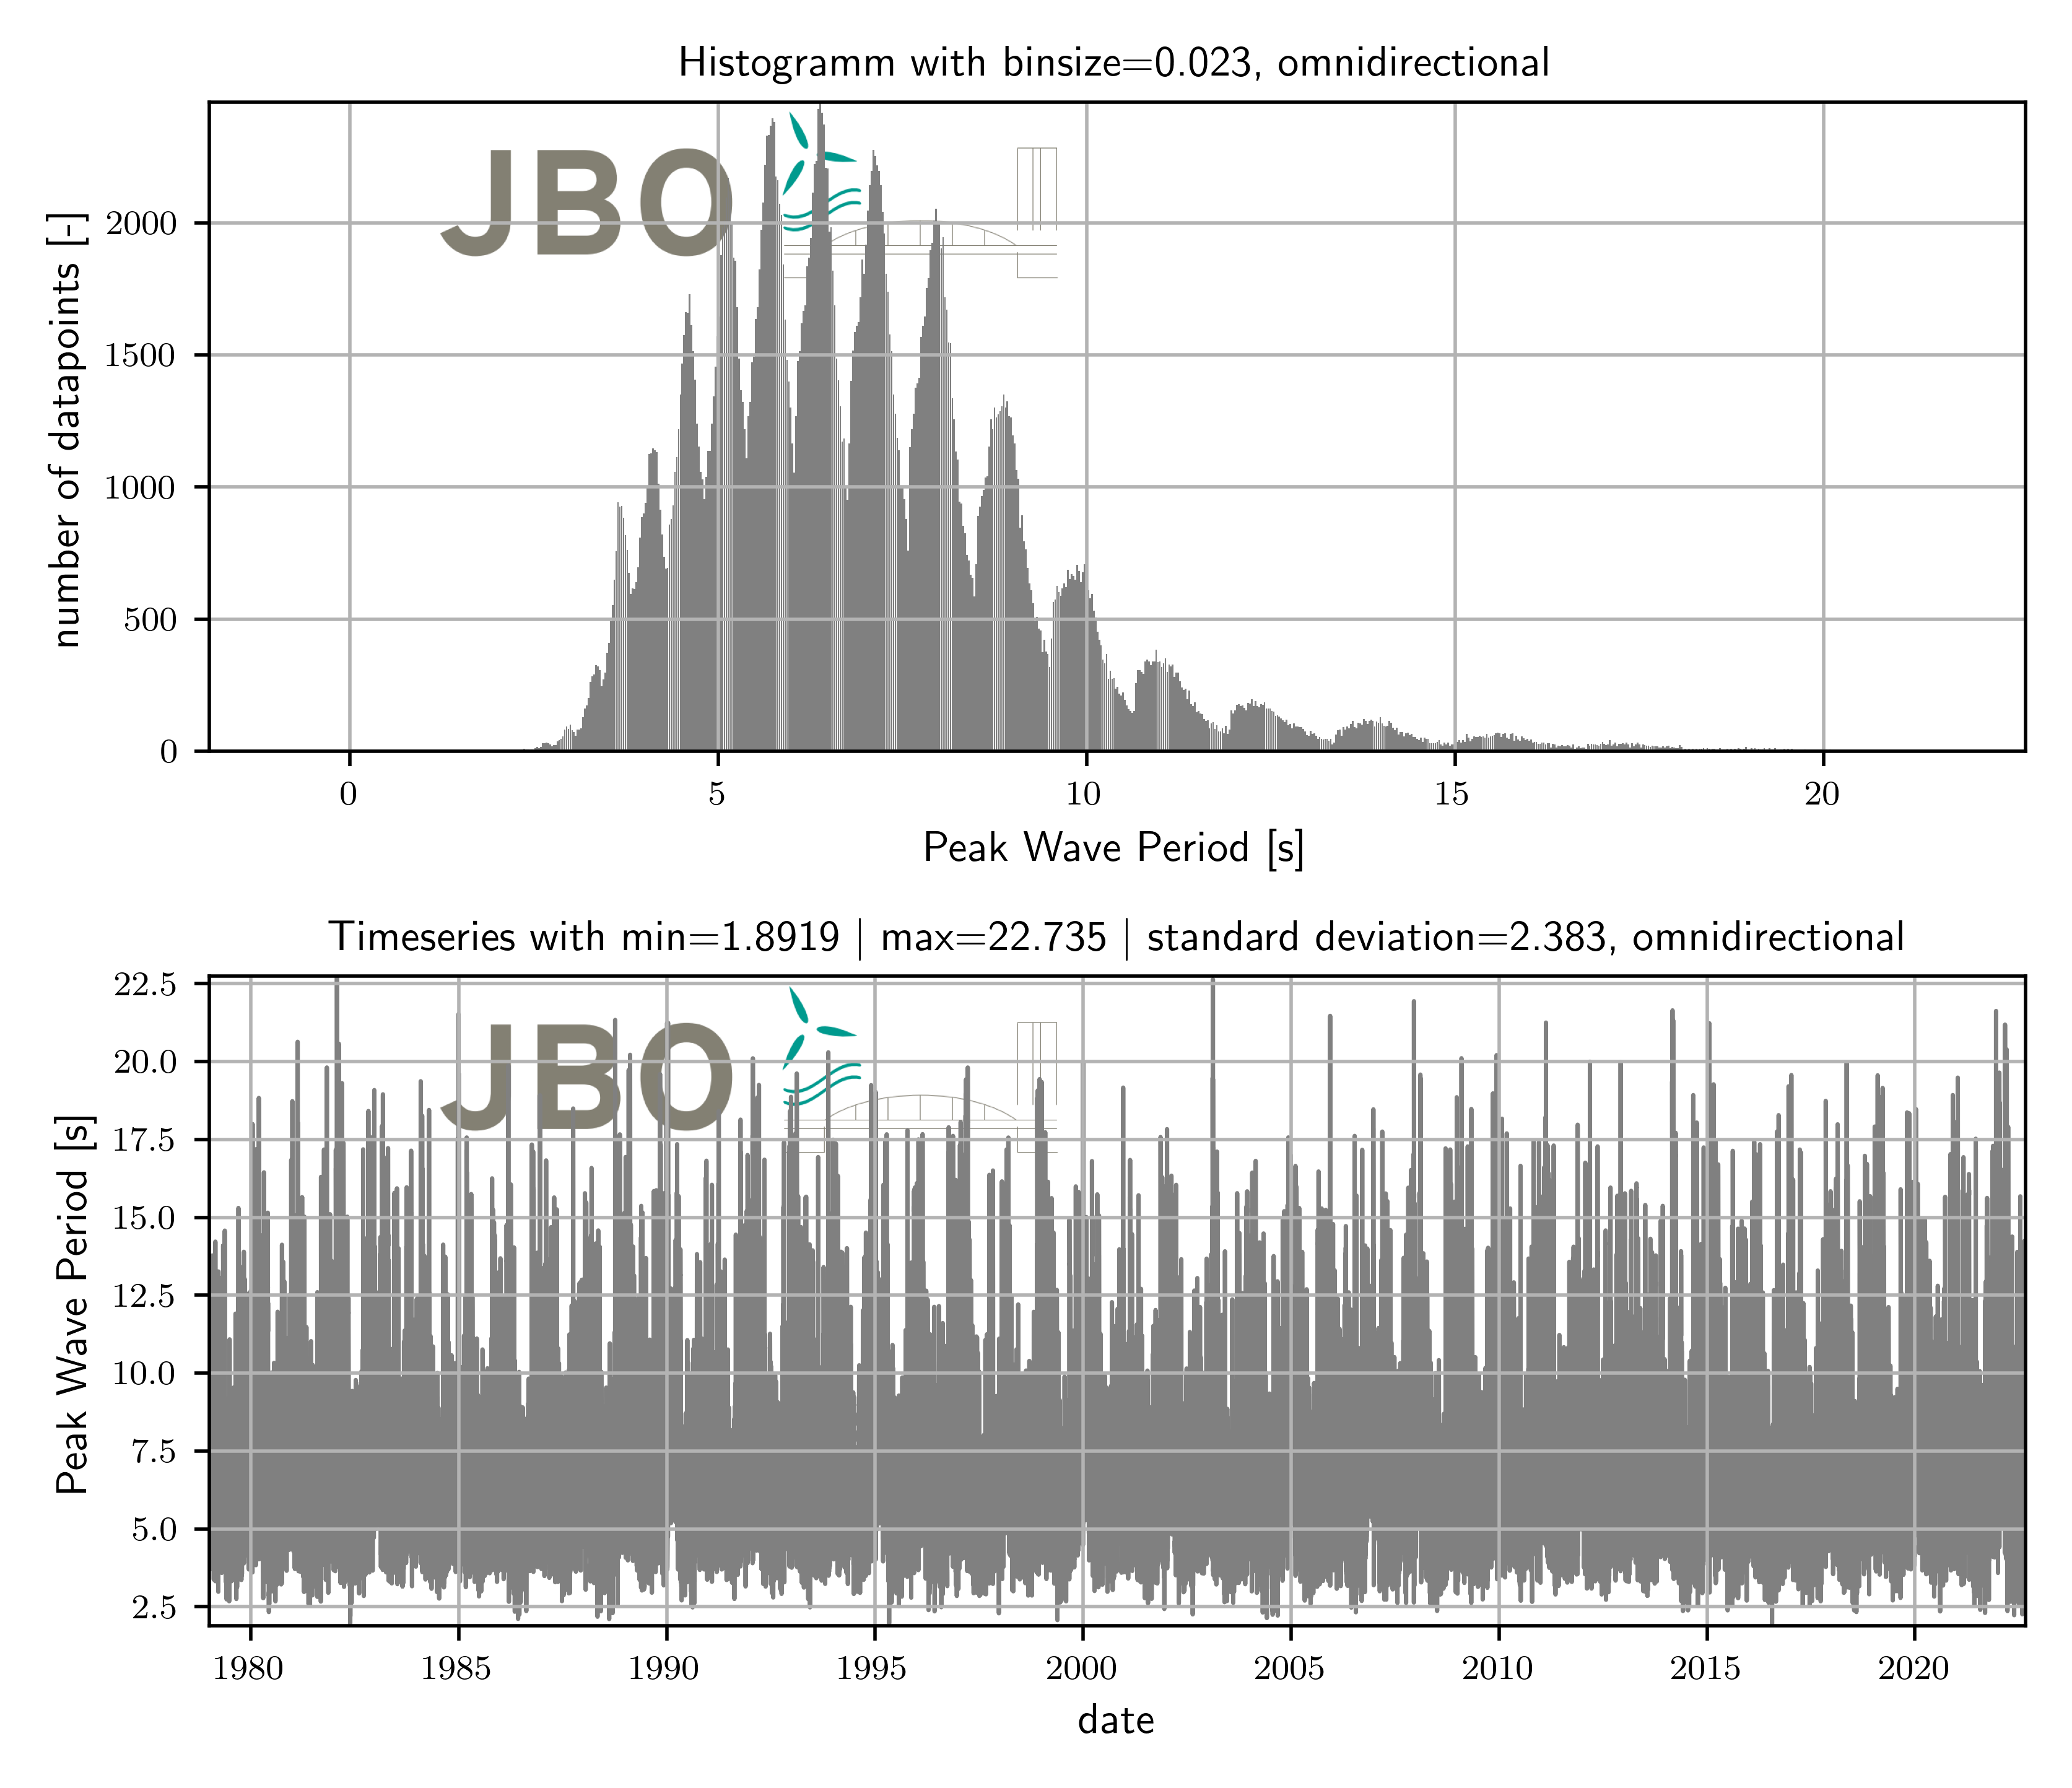 Histogramm with binsize=0.023, omnidirectional
JBO
number of datapoints [-]
2000
1500
1000
500
0
0 5 10 15 20
Peak Wave Period [s]
Timeseries with min=1.8919 | max=22.735 | standard deviation=2.383, omnidirectional
JBO
Peak Wave Period [s]
22.5
20.0
17.5
15.0
12.5
10.0
7.5
5.0
2.5
1980 1985 1990 1995 2000 2005 2010 2015 2020
date